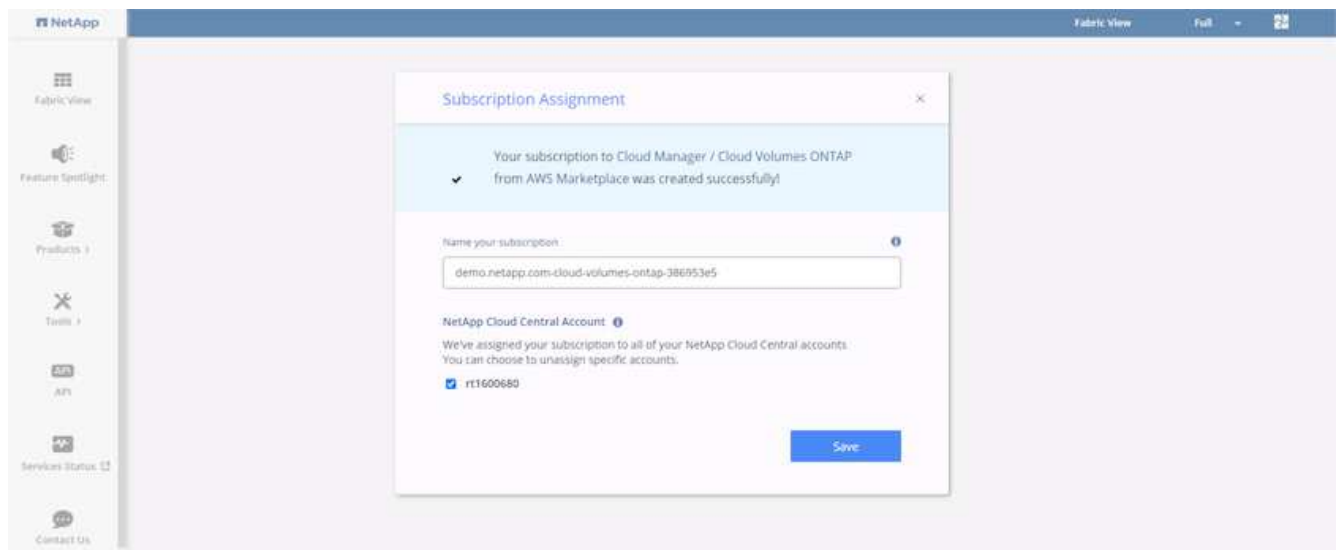 NetApp
Fabric View
Full
Fabric View
Feature Spotlight
Products
Tools
API
API
Services Status
Contact Us
Subscription Assignment
Your subscription to Cloud Manager / Cloud Volumes ONTAP
from AWS Marketplace was created successfully!
Name your subscription
demo.netapp.com-cloud-volumes-ontap-386953e5
NetApp Cloud Central Account
We've assigned your subscription to all of your NetApp Cloud Central accounts.
You can choose to unassign specific accounts.
rt1600680
Save